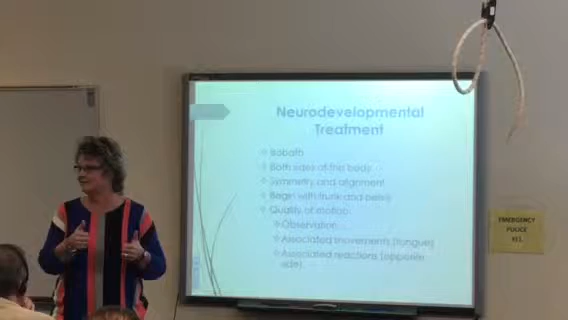 Neurodevelopmental
Treatment
Bobath
Both sides of the body
Symmetry and alignment
Begin with trunk and pelvis
Quality of motion
Observation
Associated movements (tongue)
Associated reactions (opposite
side)
EMERGENCY
POLICE